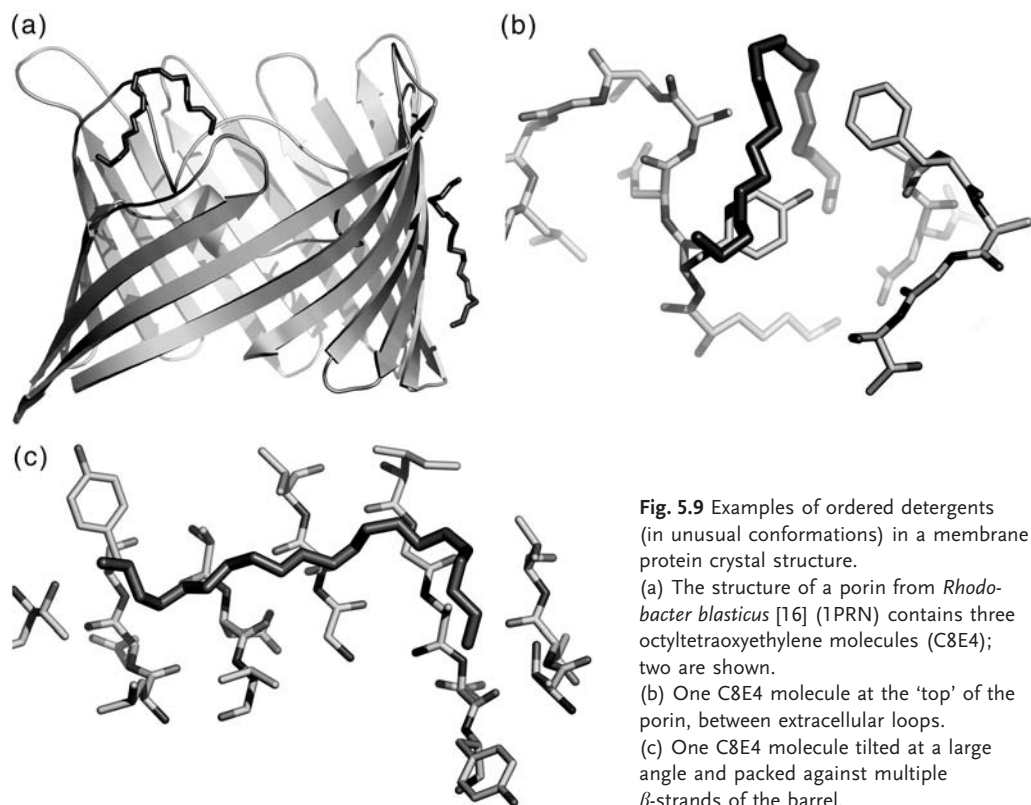 (a)
(b)
(c)
Fig. 5.9 Examples of ordered detergents
(in unusual conformations) in a membrane
protein crystal structure.
(a) The structure of a porin from Rhodo-
bacter blasticus [16] (1PRN) contains three
octyltetraoxyethylene molecules (C8E4);
two are shown.
(b) One C8E4 molecule at the ‘top’ of the
porin, between extracellular loops.
(c) One C8E4 molecule tilted at a large
angle and packed against multiple
β-strands of the barrel